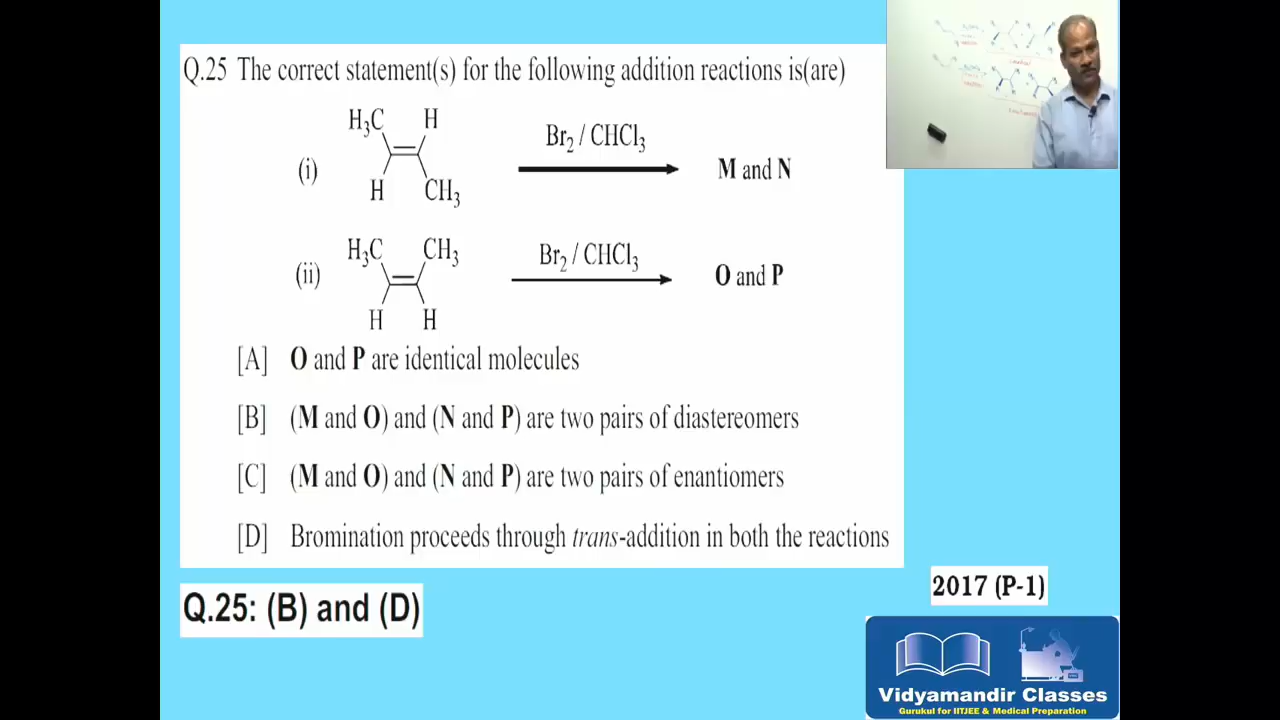 Q.25 The correct statement(s) for the following addition reactions is(are)
H₃C H
(i) Br₂ / CHCl₃ M and N
H CH₃
H₃C CH₃
(ii) Br₂ / CHCl₃ O and P
H H
[A] O and P are identical molecules
[B] (M and O) and (N and P) are two pairs of diastereomers
[C] (M and O) and (N and P) are two pairs of enantiomers
[D] Bromination proceeds through trans-addition in both the reactions
Q.25: (B) and (D)
2017 (P-1)
Vidyamandir Classes
Gurukul for IITJEE & Medical Preparation